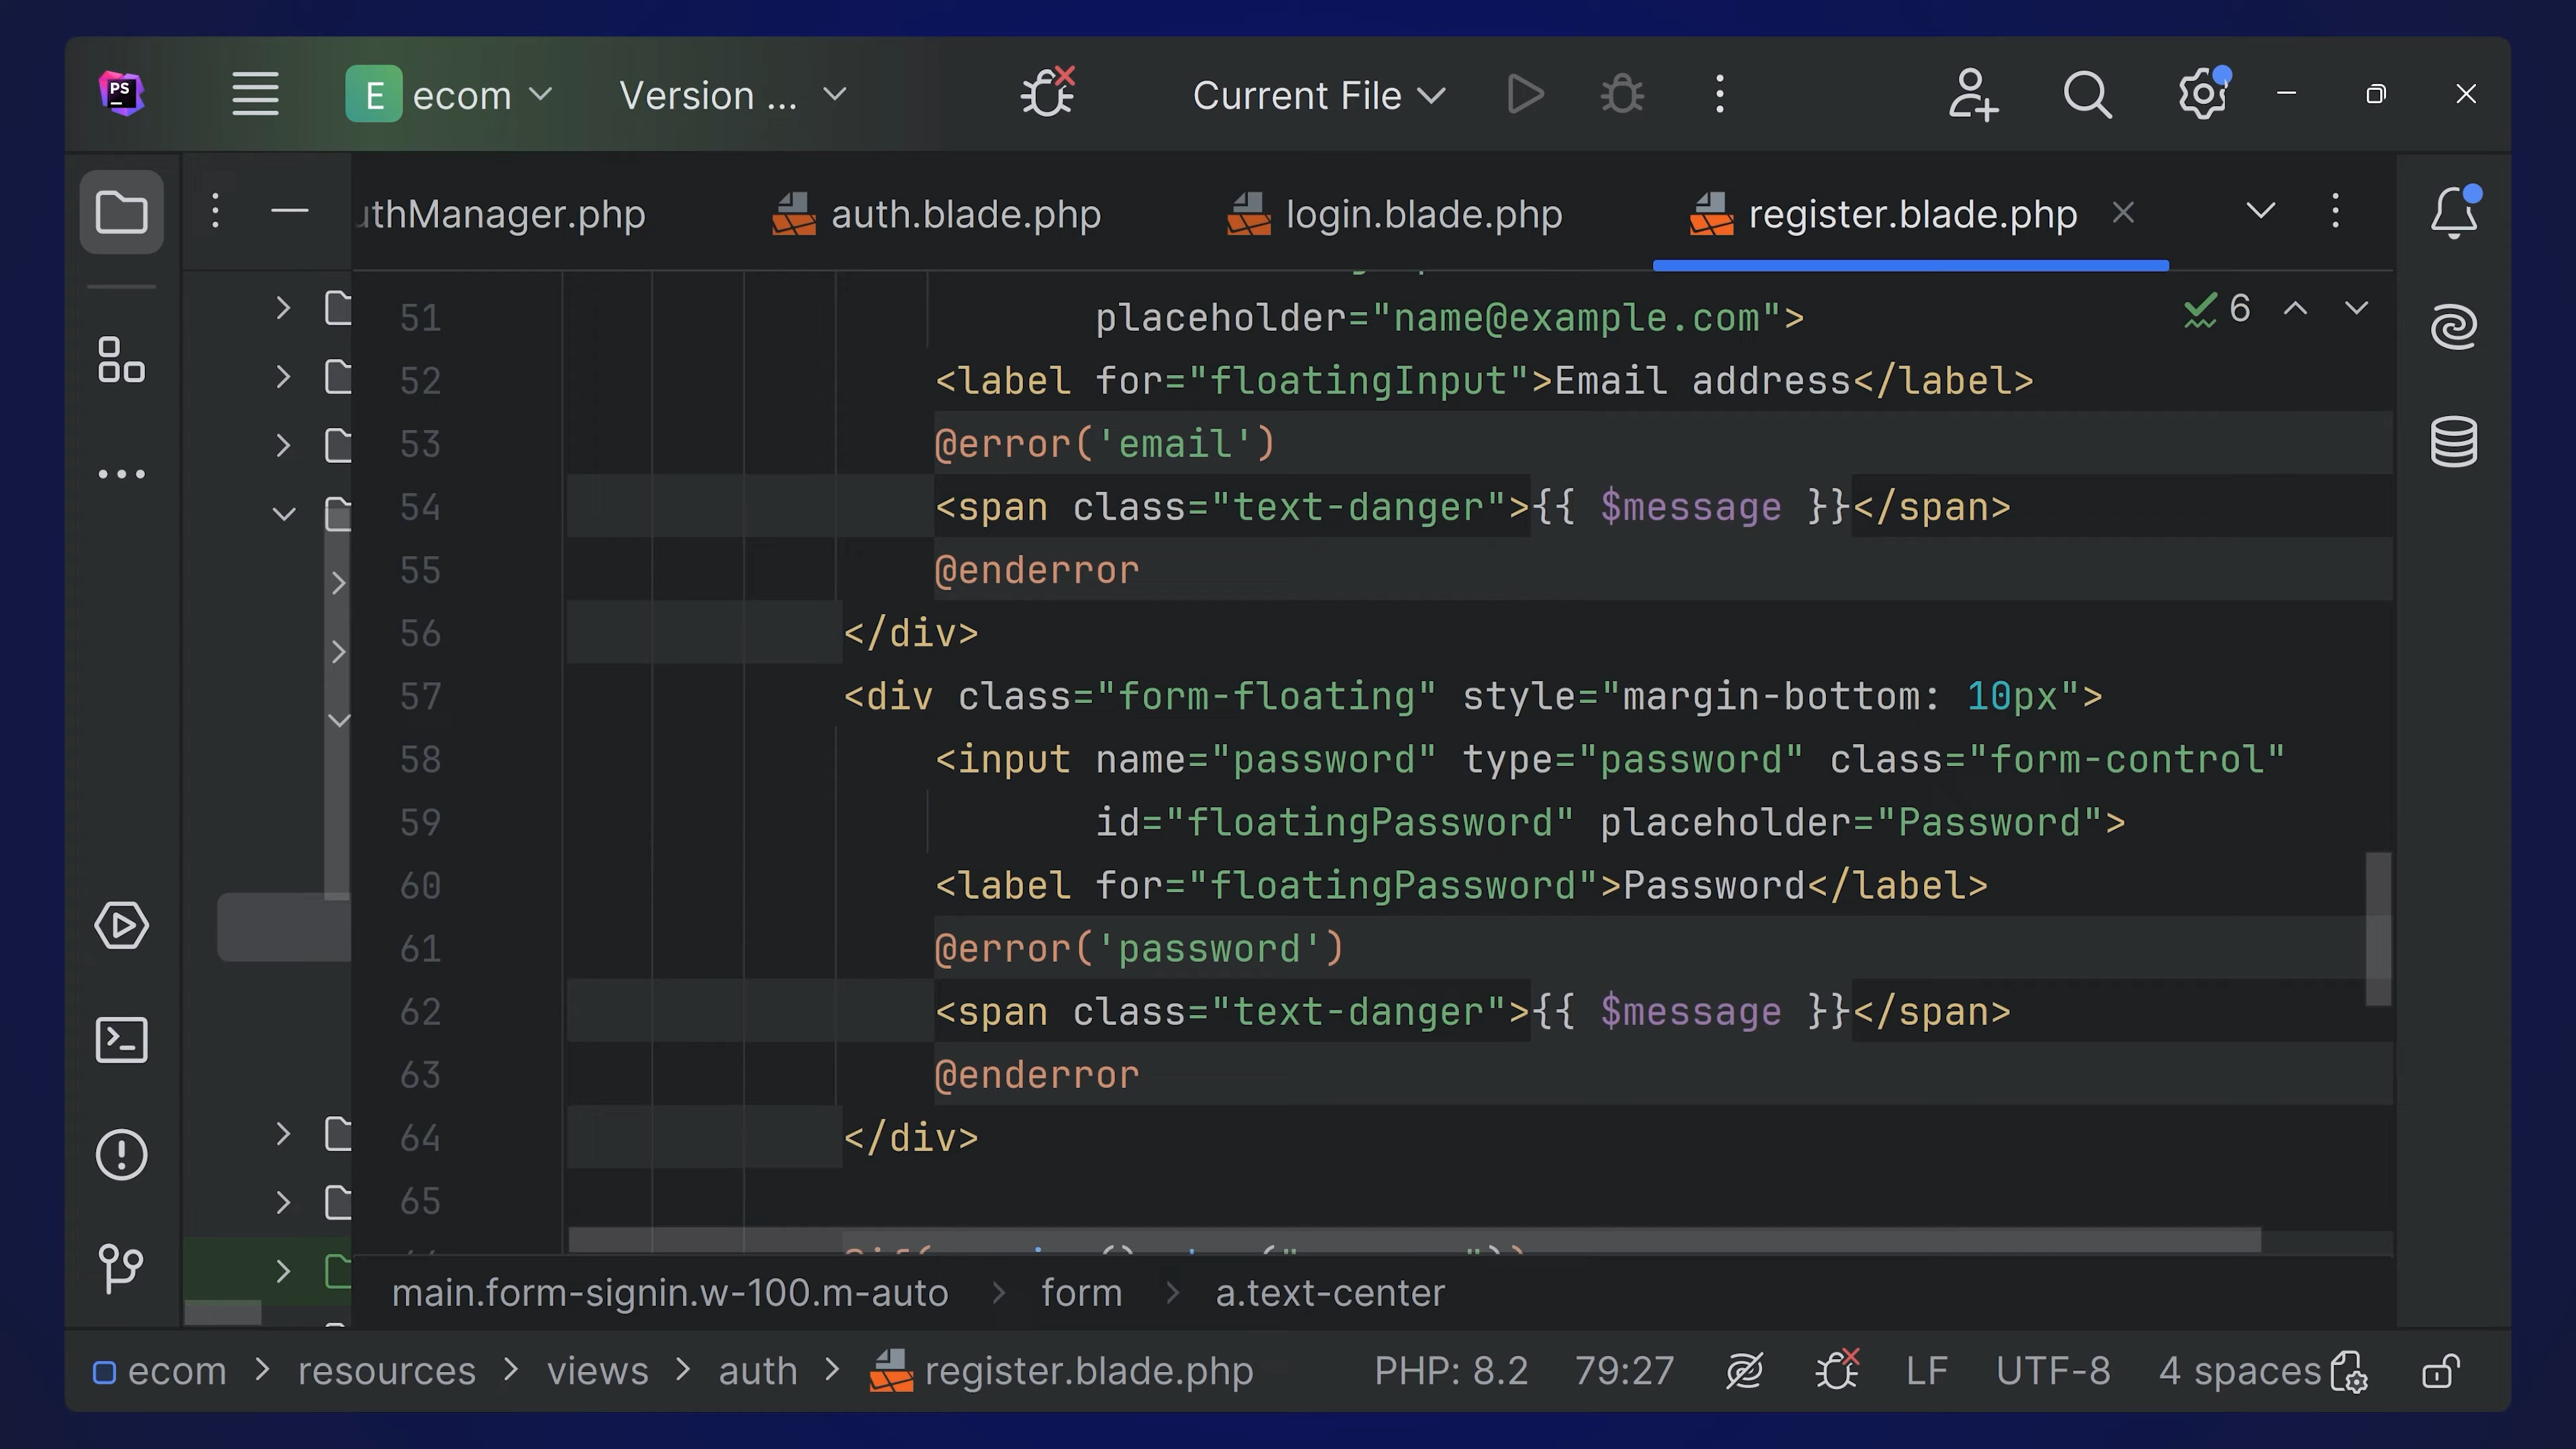 PS
E ecom Version ... Current File
uthManager.php auth.blade.php login.blade.php register.blade.php
6
51 placeholder="name@example.com">
52 <label for="floatingInput">Email address</label>
53 @error('email')
54 <span class="text-danger">{{ $message }}</span>
55 @enderror
56 </div>
57 <div class="form-floating" style="margin-bottom: 10px">
58 <input name="password" type="password" class="form-control"
59 id="floatingPassword" placeholder="Password">
60 <label for="floatingPassword">Password</label>
61 @error('password')
62 <span class="text-danger">{{ $message }}</span>
63 @enderror
64 </div>
65
main.form-signin.w-100.m-auto > form > a.text-center
ecom > resources > views > auth > register.blade.php PHP: 8.2 79:27 LF UTF-8 4 spaces